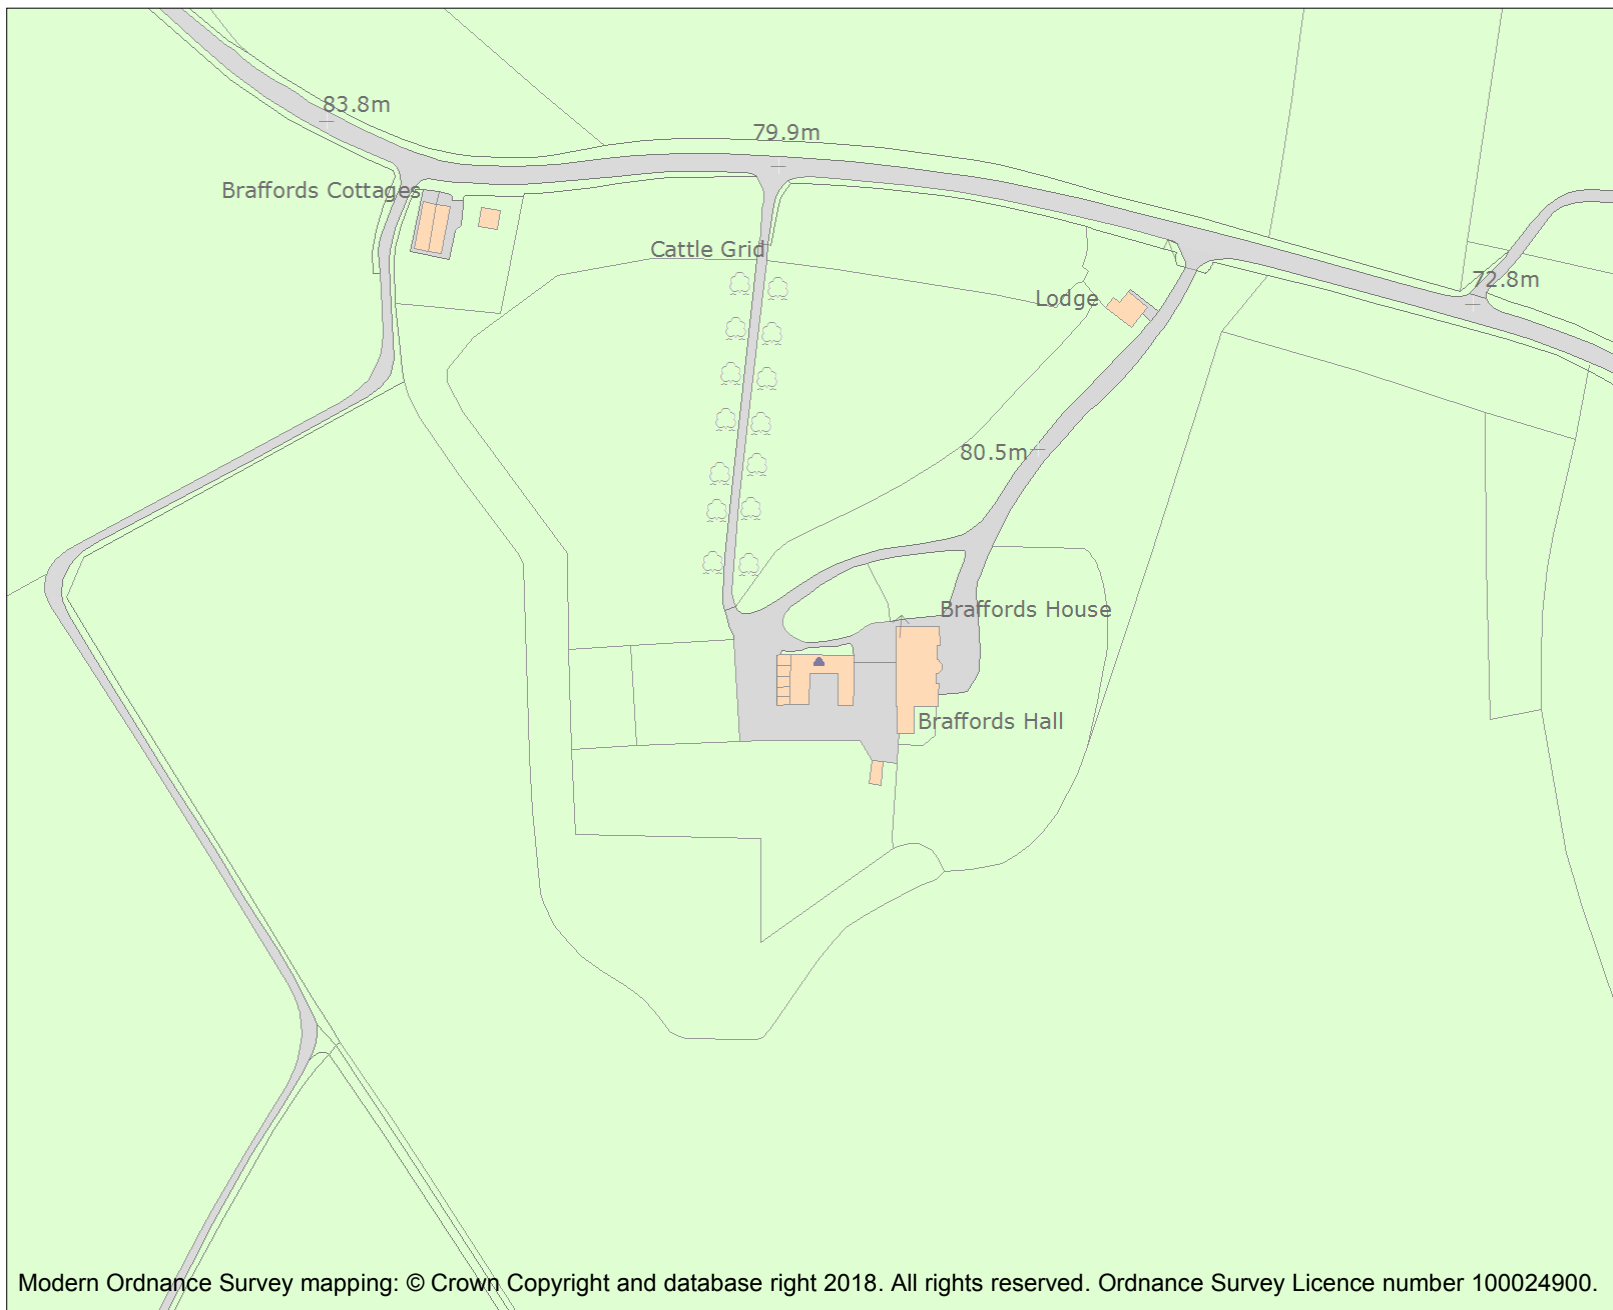 83.8m
79.9m
Braffords Cottages
Cattle Grid
72.8m
Lodge
80.5m
Braffords House
Braffords Hall
Modern Ordnance Survey mapping: © Crown Copyright and database right 2018. All rights reserved. Ordnance Survey Licence number 100024900.